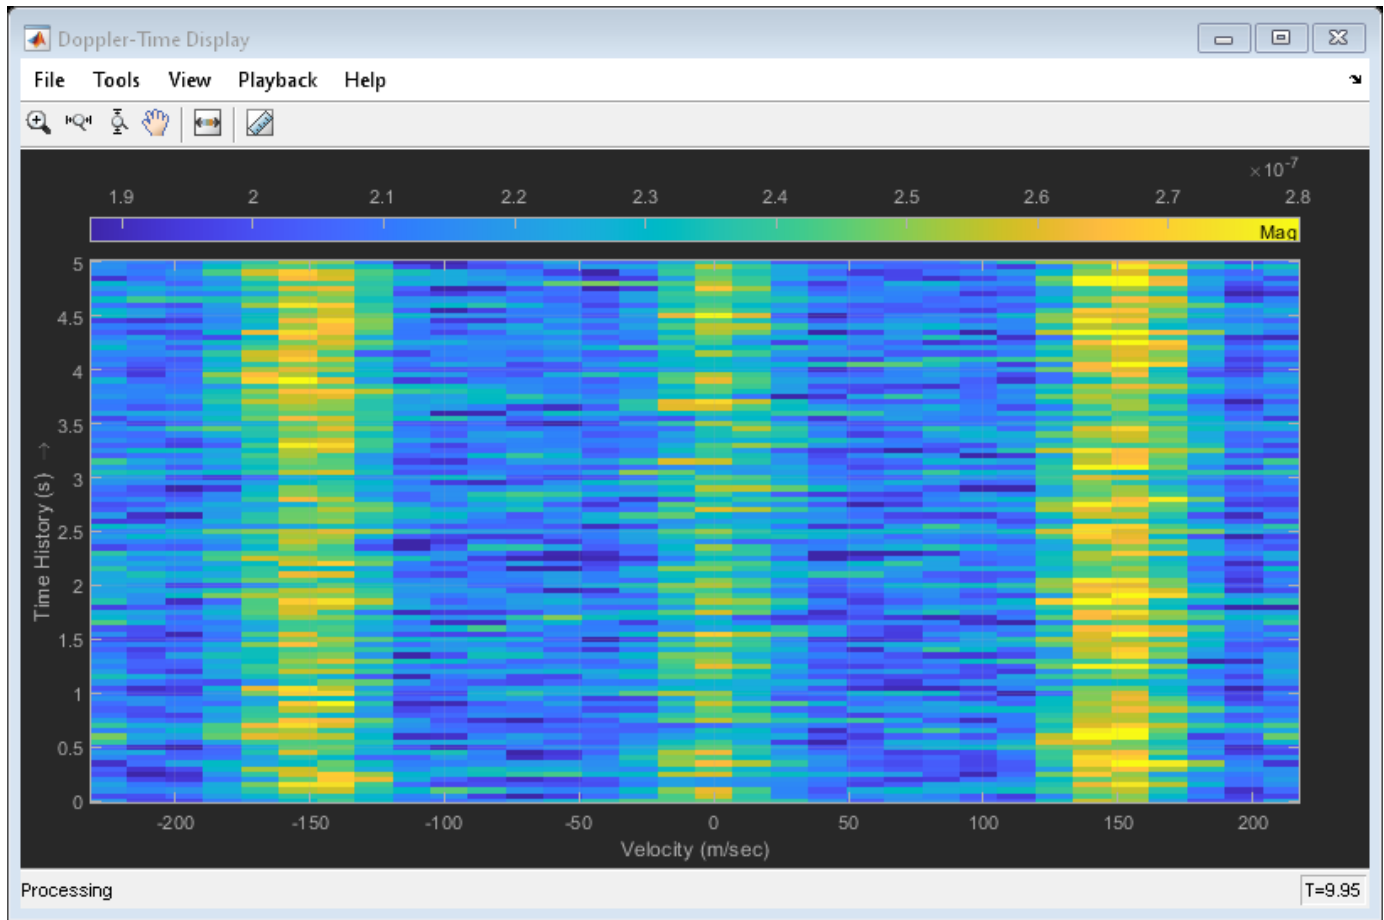 Doppler-Time Display
File Tools View Playback Help
×10-7
1.9 2 2.1 2.2 2.3 2.4 2.5 2.6 2.7 2.8
Mag
5
4.5
4
3.5
3
2.5
2
1.5
1
0.5
0
Time History (s) →
-200 -150 -100 -50 0 50 100 150 200
Velocity (m/sec)
Processing
T=9.95